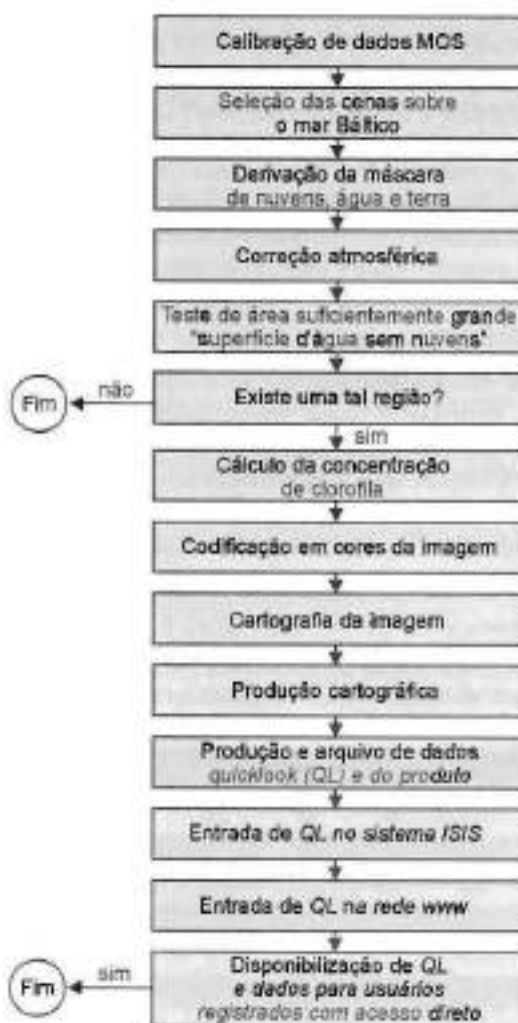 Calibração de dados MOS
Seleção das cenas sobre
o mar Báltico
Derivação da máscara
de nuvens, água e terra
Correção atmosférica
Teste de área suficientemente grande
"superfície d'água sem nuvens"
Fim
não
Existe uma tal região?
sim
Cálculo da concentração
de clorofila
Codificação em cores da imagem
Cartografia da imagem
Produção cartográfica
Produção e arquivo de dados
quicklook (QL) e do produto
Entrada de QL no sistema ISIS
Entrada de QL na rede www
Fim
sim
Disponibilização de QL
e dados para usuários
registrados com acesso direto